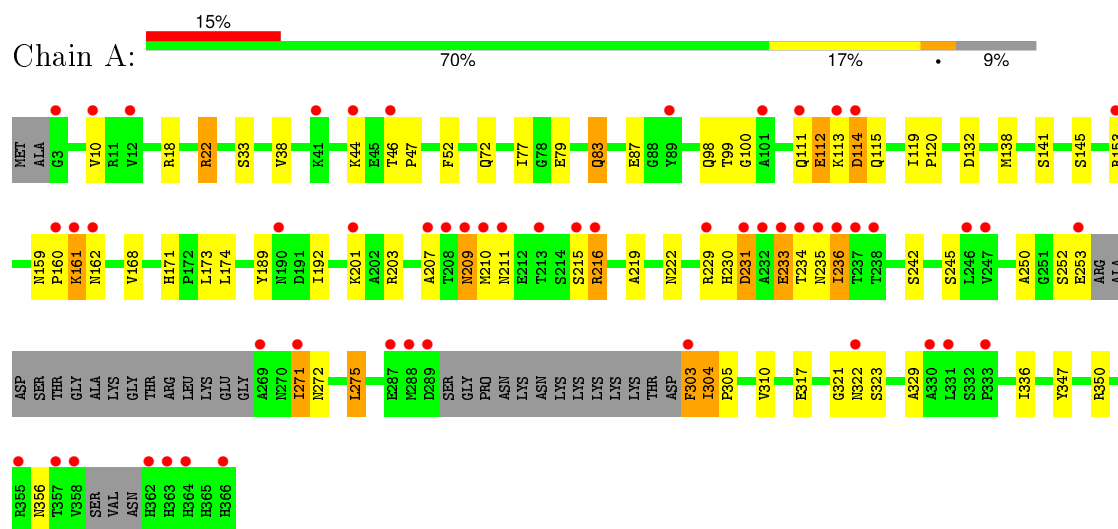 15%
Chain A:
70% 17% • 9%
MET ALA G3 V10 R11 V12 R18 R22 S33 V38 K41 K44 E45 T46 P47 F52 Q72 I77 G78 E79 Q83 E87 G88 Y89 Q98 T99 G100 A101 Q111 E112 K113 D114 Q115 I119 P120 D132 M138 S141 S145
N159 P160 K161 N162 V168 H171 P172 L173 L174 Y189 N190 D191 I192 K201 A202 R203 A207 T208 N209 M210 N211 E212 T213 S214 S215 R216 A219 N222 R229 H230 D231 A232 E233 T234 N235 I236 T237 T238 S242 S245 L246 V247 A250 G251 S252 E253 ARG ALA
ASP SER THR GLY ALA LYS GLY THR ARG LEU LYS GLU GLY A269 N270 I271 N272 L275 E287 M288 D289 SER GLY PRO ASN LYS ASN LYS LYS LYS LYS LYS THR ASP F303 I304 P305 V310 E317 G321 N322 S323 A329 A330 L331 S332 P333 I336 Y347 R350
R355 N356 T357 V358 SER VAL ASN H362 H363 H364 H365 H366